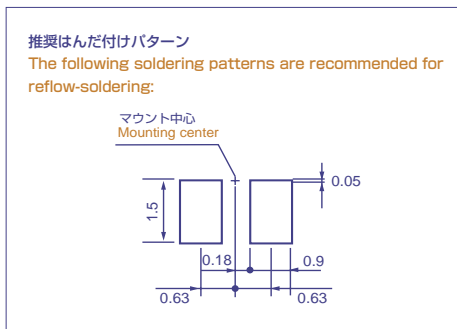 推奨はんだ付けパターン
The following soldering patterns are recommended for
reflow-soldering:
マウント中心
Mounting center
0.05
1.5
0.18
0.9
0.63
0.63